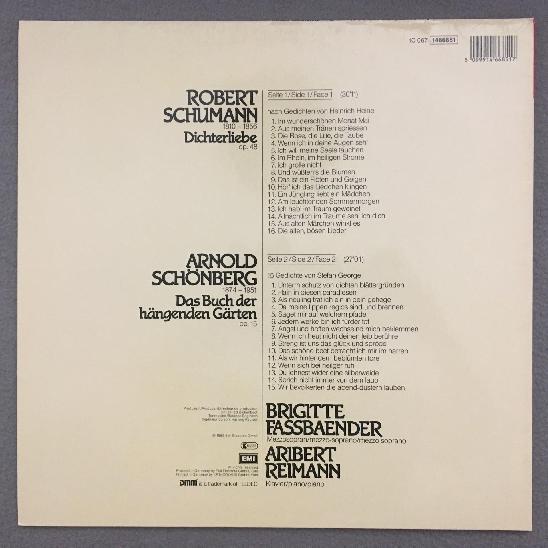 1C 067 1466851
5 099914 668517
ROBERT
SCHUMANN
1810 - 1856
Dichterliebe
op. 48
Seite 1/Side 1/Face 1 (30'1)
nach Gedichten von Heinrich Heine
1. Im wunderschönen Monat Mai
2. Aus meinen Tränen spriessen
3. Die Rose, die Lilie, die Taube
4. Wenn ich in deine Augen seh'
5. Ich will meine Seele tauchen
6. Im Rhein, im heiligen Strome
7. Ich grolle nicht
8. Und wüßten's die Blumen
9. Das ist ein Flöten und Geigen
10. Hör' ich das Liedchen klingen
11. Ein Jüngling liebt ein Mädchen
12. Am leuchtenden Sommermorgen
13. Ich hab' im Traum geweinet
14. Allnächtlich im Traume seh' ich dich
15. Aus alten Märchen winkt es
16. Die alten, bösen Lieder
ARNOLD
SCHÖNBERG
1874 - 1951
Das Buch der
hängenden Gärten
op. 15
Seite 2/Side 2/Face 2 (27'01)
15 Gedichte von Stefan George
1. Unterm schutz von dichten blättergründen
2. Hain in diesen paradiesen
3. Als neuling trat ich ein in dein gehege
4. Da meine lippen reglos sind und brennen
5. Saget mir auf welchem pfade
6. Jedem werke bin ich fürder tot
7. Angst und hoffen wechselnd mich beklemmen
8. Wenn ich heut nicht deinen leib berühre
9. Streng ist uns das glück und spröde
10. Das schöne beet betracht ich mir im harren
11. Als wir hinter dem beblümten tore
12. Wenn sich bei heiliger ruh
13. Du lehnest wider eine silberweide
14. Sprich nicht immer von dem laub
15. Wir bevölkerten die abend-düstern lauben
BRIGITTE
FASSBAENDER
Mezzosopran/mezzo-soprano/mezzo soprano
ARIBERT
REIMANN
Klavier/piano/piano
EMI
DMM is a trademark of TELDEC